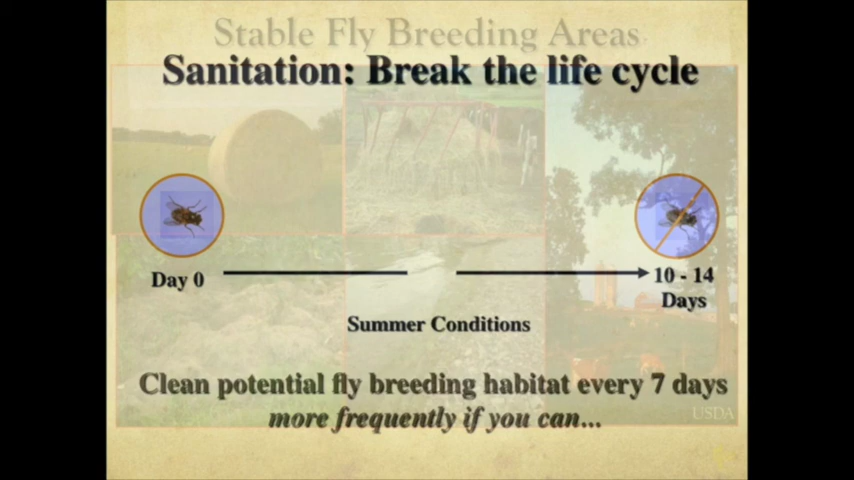 Stable Fly Breeding Areas
Sanitation: Break the life cycle
Day 0
10 - 14
Days
Summer Conditions
Clean potential fly breeding habitat every 7 days
more frequently if you can...
USDA